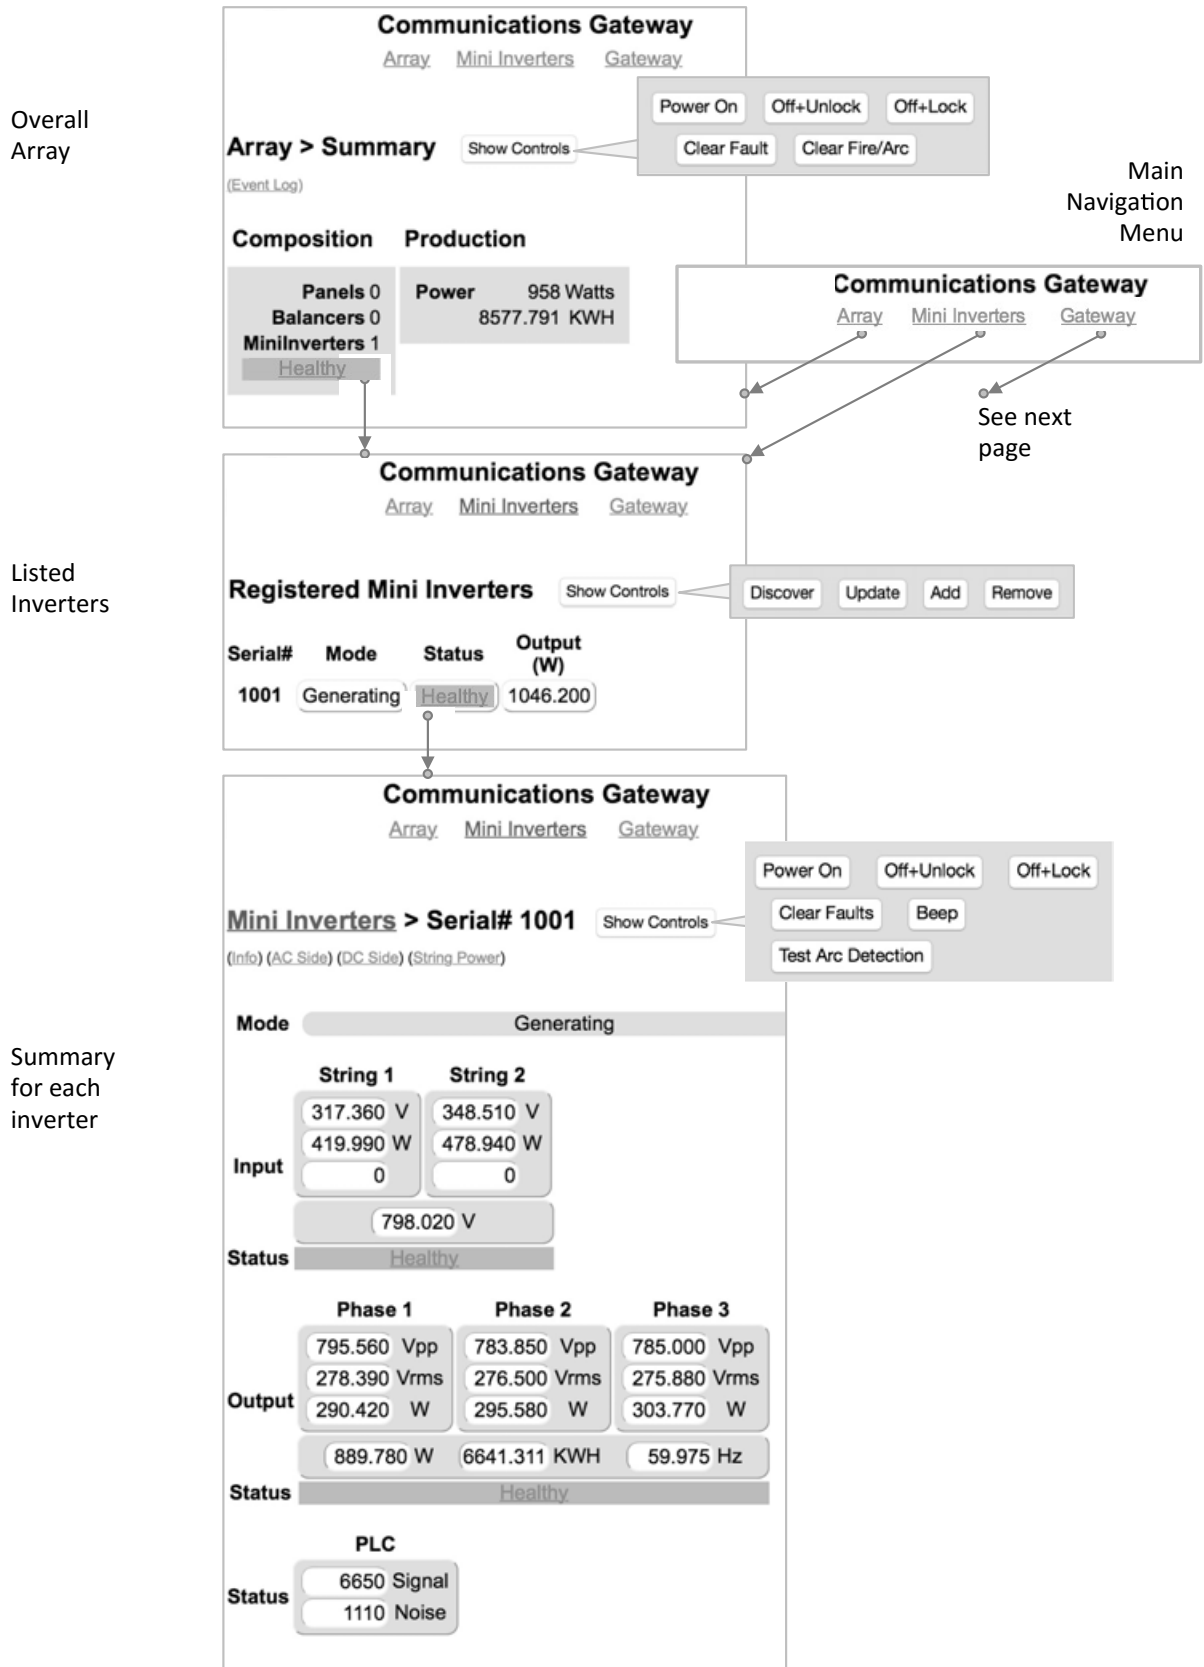 Communications Gateway
Array Mini Inverters Gateway
Overall
Array
Array > Summary Show Controls
Power On Off+Unlock Off+Lock
Clear Fault Clear Fire/Arc
(Event Log)
Main
Navigation
Menu
Composition Production
Panels 0
Balancers 0
MiniInverters 1
Healthy
Power 958 Watts
8577.791 KWH
Communications Gateway
Array Mini Inverters Gateway
See next
page
Communications Gateway
Array Mini Inverters Gateway
Listed
Inverters
Registered Mini Inverters Show Controls
Discover Update Add Remove
Serial# Mode Status Output
(W)
1001 Generating Healthy 1046.200
Communications Gateway
Array Mini Inverters Gateway
Mini Inverters > Serial# 1001 Show Controls
Power On Off+Unlock Off+Lock
Clear Faults Beep
Test Arc Detection
(Info) (AC Side) (DC Side) (String Power)
Mode Generating
Summary
for each
inverter
String 1 String 2
317.360 V 348.510 V
419.990 W 478.940 W
Input 0 0
798.020 V
Status Healthy
Phase 1 Phase 2 Phase 3
795.560 Vpp 783.850 Vpp 785.000 Vpp
278.390 Vrms 276.500 Vrms 275.880 Vrms
Output 290.420 W 295.580 W 303.770 W
889.780 W 6641.311 KWH 59.975 Hz
Status Healthy
PLC
6650 Signal
Status 1110 Noise